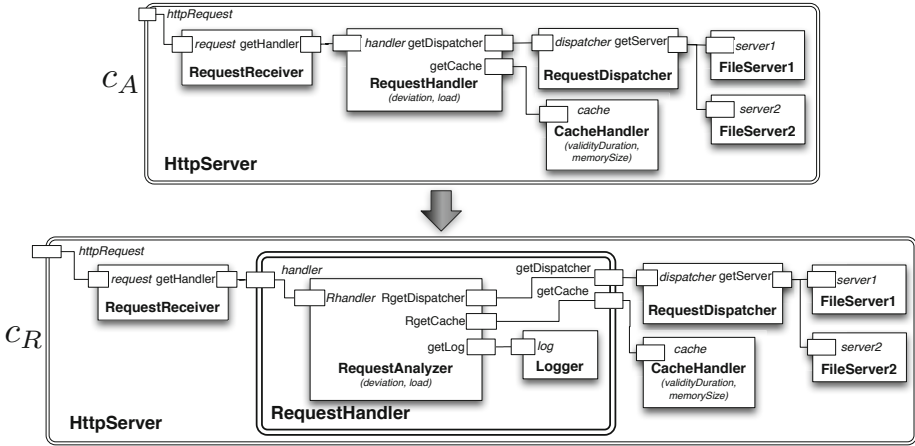 httpRequest
request getHandler
RequestReceiver
handler getDispatcher
getCache
RequestHandler
(deviation, load)
dispatcher getServer
RequestDispatcher
server1
FileServer1
server2
FileServer2
cache
CacheHandler
(validityDuration,
memorySize)
HttpServer
c_A
httpRequest
request getHandler
RequestReceiver
handler
Rhandler RgetDispatcher
RgetCache
getLog
RequestAnalyzer
(deviation, load)
log
Logger
RequestHandler
getDispatcher
getCache
dispatcher getServer
RequestDispatcher
server1
FileServer1
server2
FileServer2
cache
CacheHandler
(validityDuration,
memorySize)
HttpServer
c_R